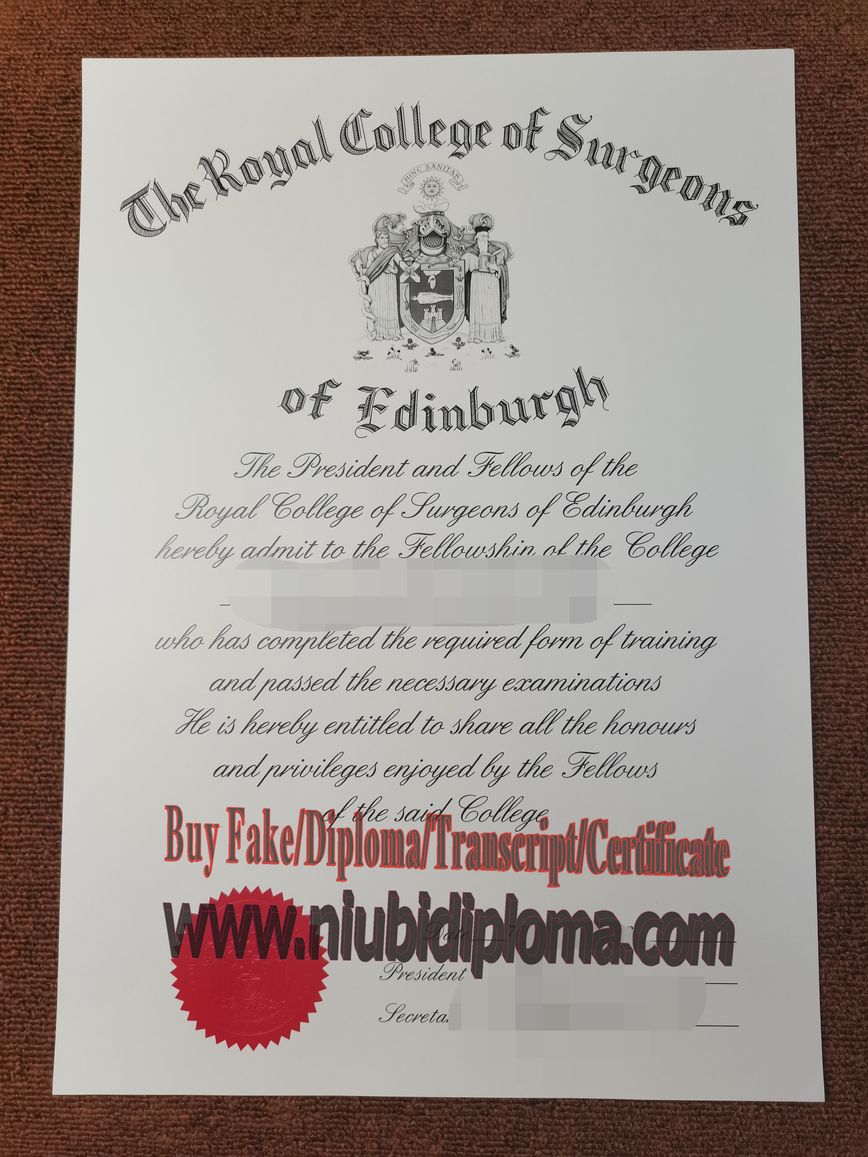 The Royal College of Surgeons
HINC SANITAS
of Edinburgh
The President and Fellows of the
Royal College of Surgeons of Edinburgh
hereby admit to the Fellowship of the College
who has completed the required form of training
and passed the necessary examinations
He is hereby entitled to share all the honours
and privileges enjoyed by the Fellows
of the said College
Buy Fake/Diploma/Transcript/Certificate
www.niubidiploma.com
Date
President